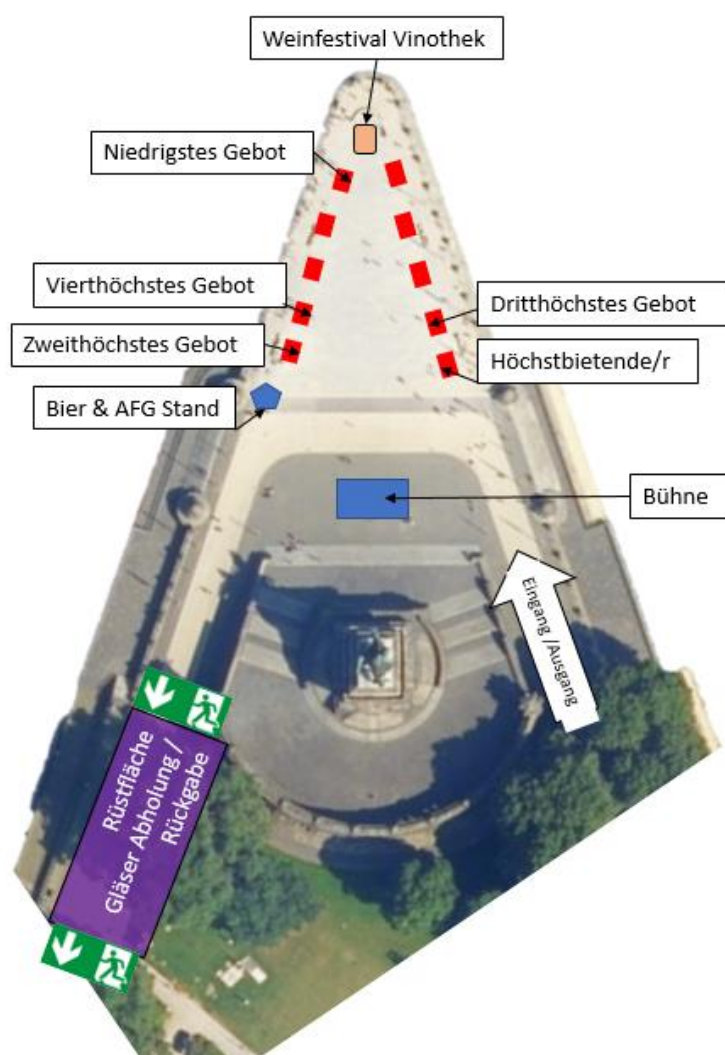 Weinfestival Vinothek
Niedrigstes Gebot
Vierthöchstes Gebot
Dritthöchstes Gebot
Zweithöchstes Gebot
Höchstbietende/r
Bier & AFG Stand
Bühne
Eingang /Ausgang
Rüstfläche
Gläser Abholung /
Rückgabe